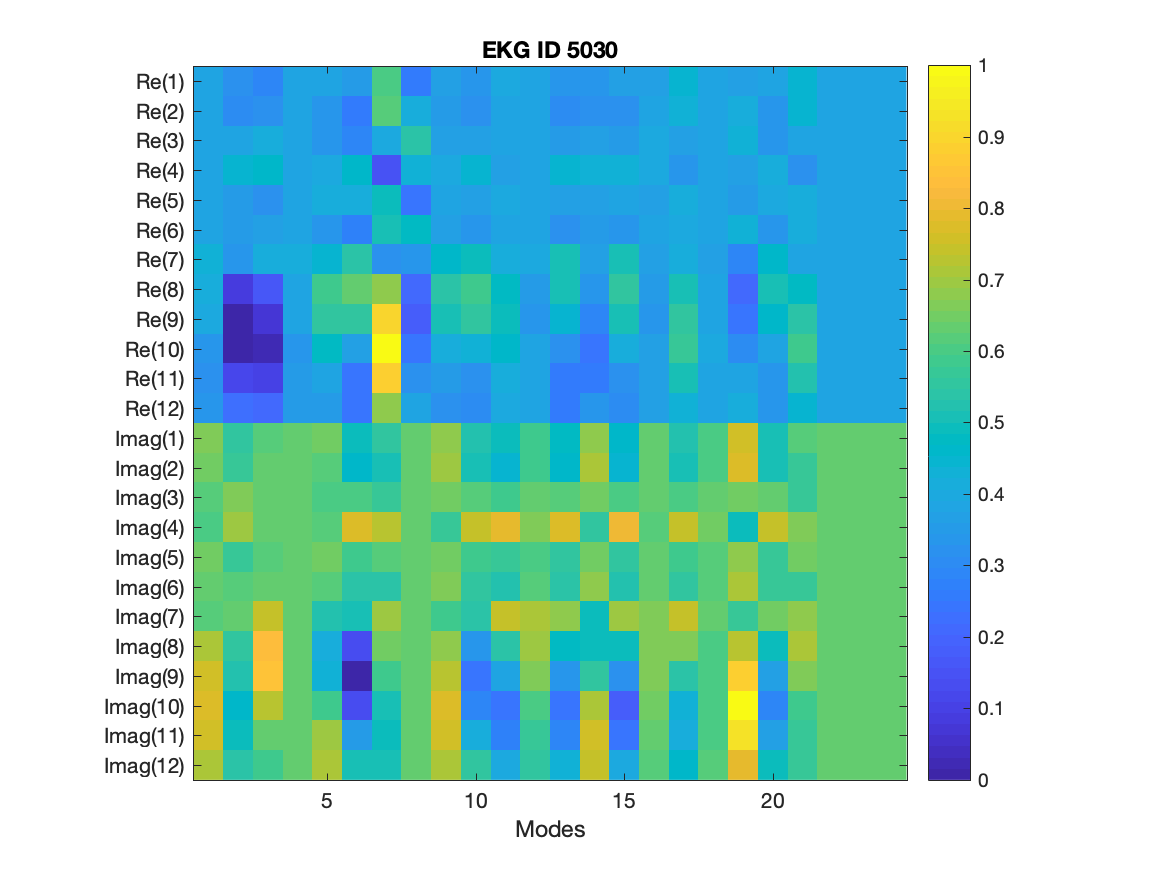 EKG ID 5030
Re(1)
Re(2)
Re(3)
Re(4)
Re(5)
Re(6)
Re(7)
Re(8)
Re(9)
Re(10)
Re(11)
Re(12)
Imag(1)
Imag(2)
Imag(3)
Imag(4)
Imag(5)
Imag(6)
Imag(7)
Imag(8)
Imag(9)
Imag(10)
Imag(11)
Imag(12)
5 10 15 20
Modes
1
0.9
0.8
0.7
0.6
0.5
0.4
0.3
0.2
0.1
0